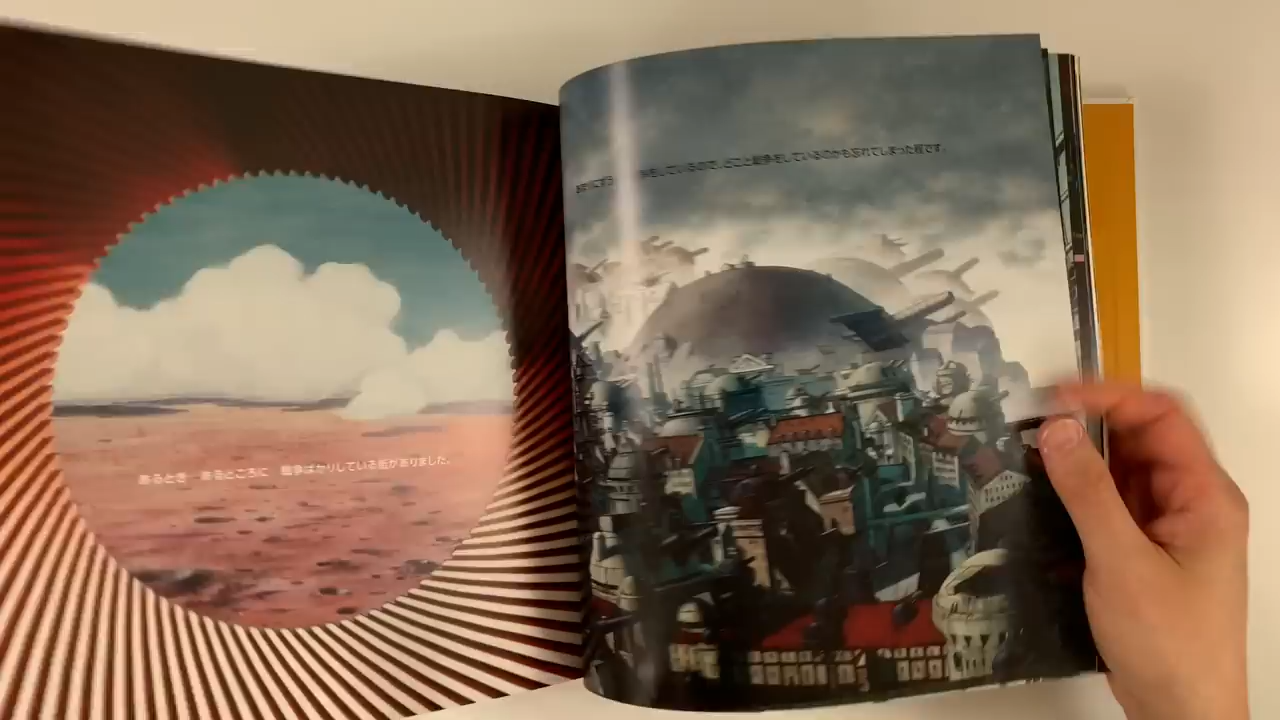 あるとき あるところに 戦争ばかりしている街がありました。
しているので、どこと戦争をしているのかも忘れてしまった程です。